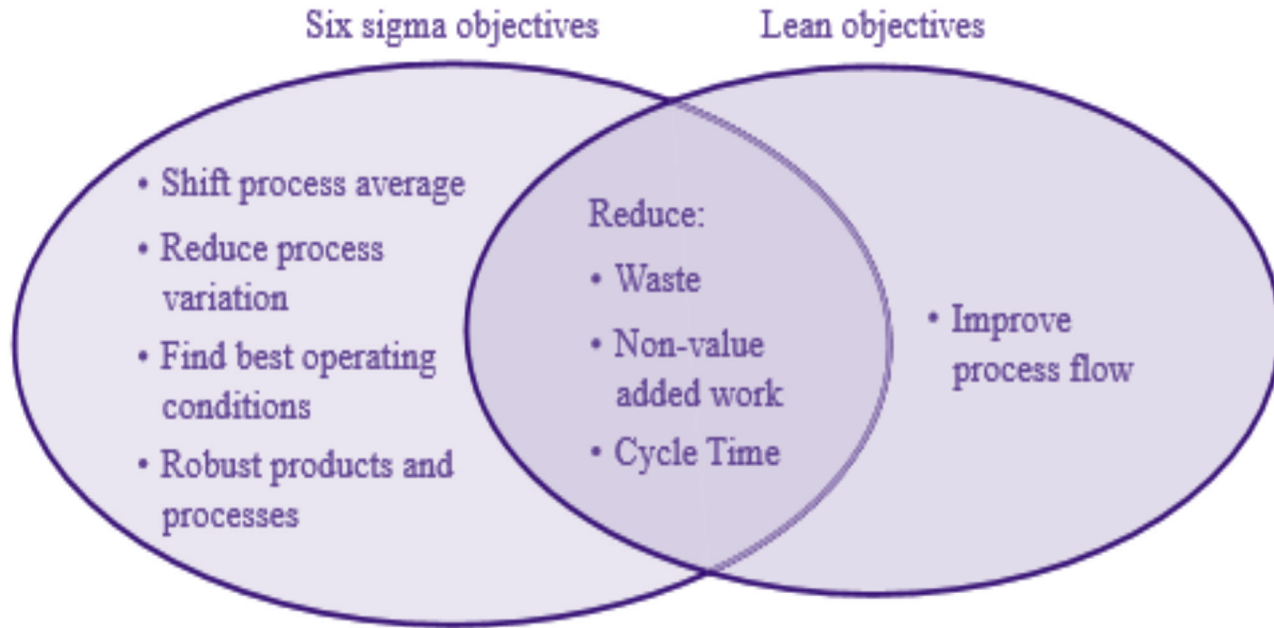 Six sigma objectives
Lean objectives
• Shift process average
• Reduce process
variation
• Find best operating
conditions
• Robust products and
processes
Reduce:
• Waste
• Non-value
added work
• Cycle Time
• Improve
process flow